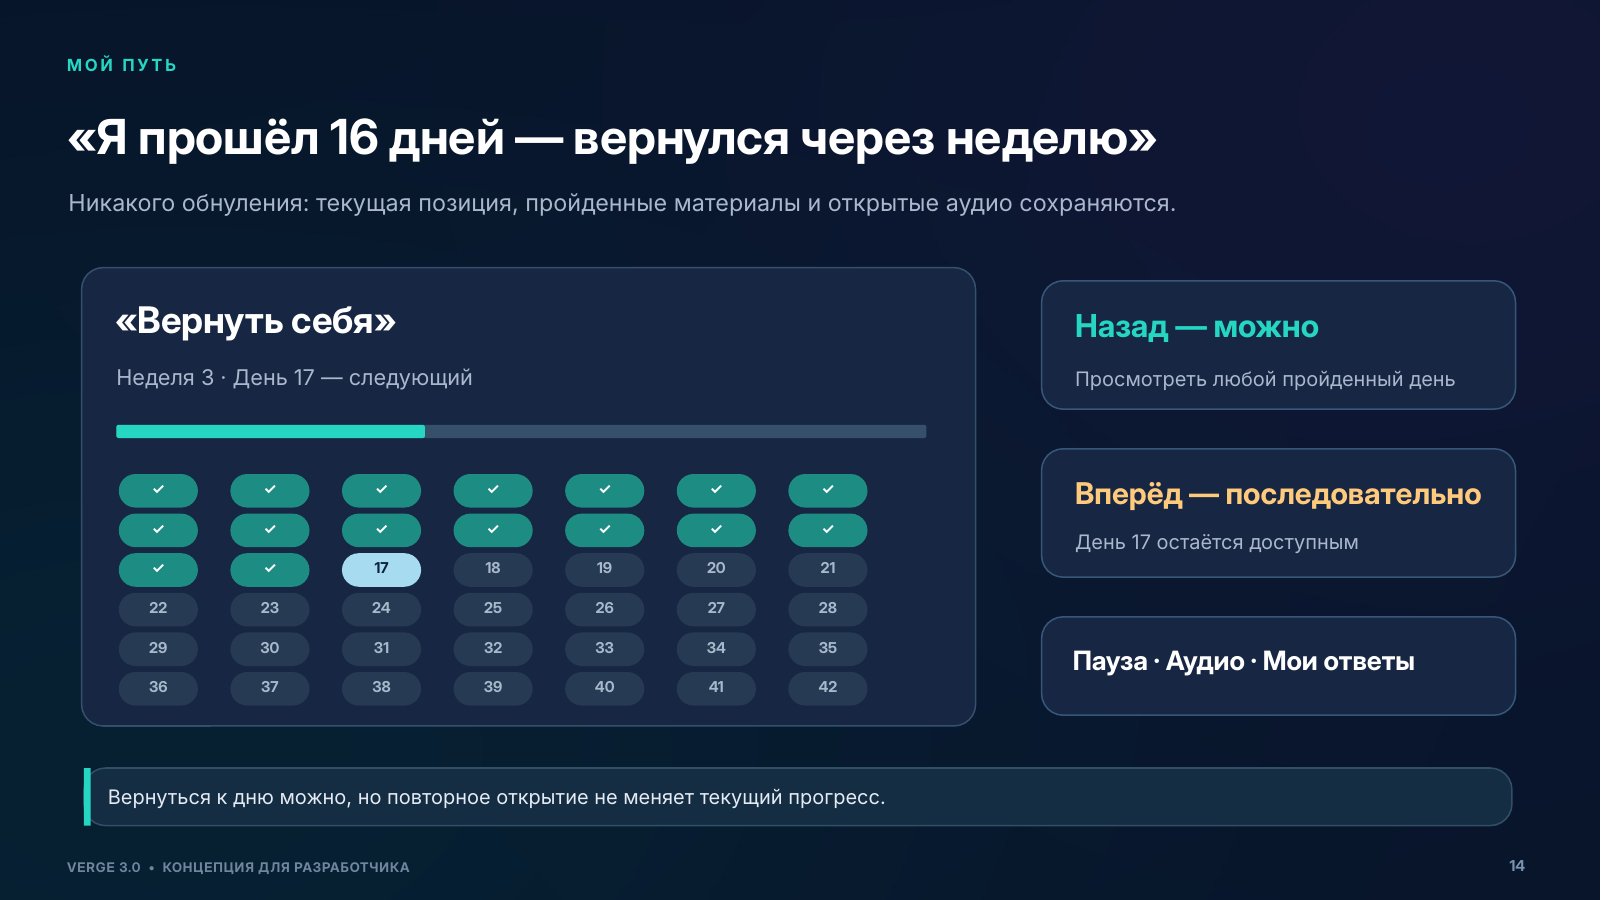 МОЙ ПУТЬ
«Я прошёл 16 дней — вернулся через неделю»
Никакого обнуления: текущая позиция, пройденные материалы и открытые аудио сохраняются.
«Вернуть себя»
Неделя 3 · День 17 — следующий
✓ ✓ ✓ ✓ ✓ ✓ ✓
✓ ✓ ✓ ✓ ✓ ✓ ✓
✓ ✓ 17 18 19 20 21
22 23 24 25 26 27 28
29 30 31 32 33 34 35
36 37 38 39 40 41 42
Назад — можно
Просмотреть любой пройденный день
Вперёд — последовательно
День 17 остаётся доступным
Пауза · Аудио · Мои ответы
Вернуться к дню можно, но повторное открытие не меняет текущий прогресс.
VERGE 3.0 • КОНЦЕПЦИЯ ДЛЯ РАЗРАБОТЧИКА
14